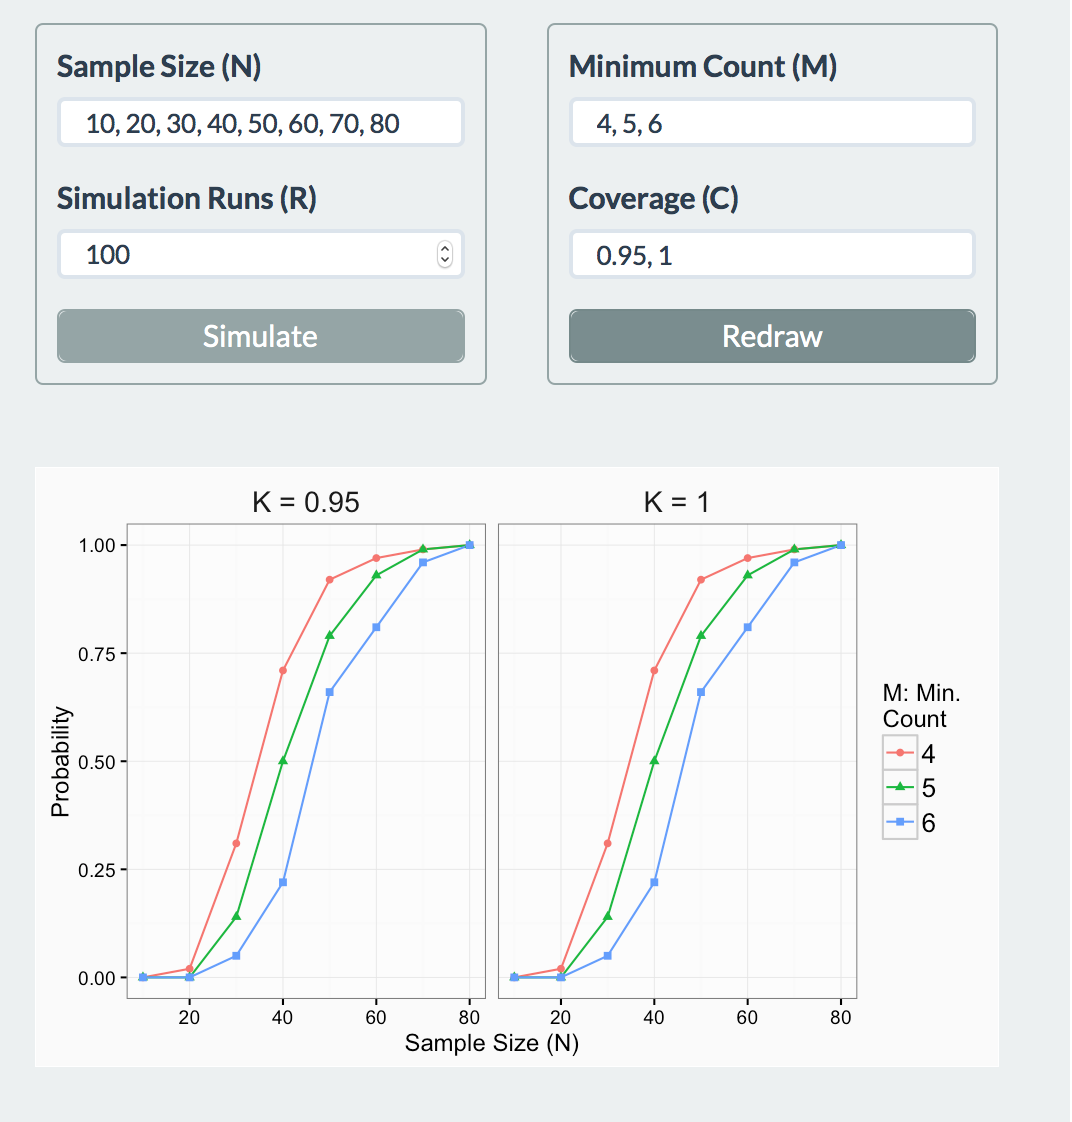 Sample Size (N)
10, 20, 30, 40, 50, 60, 70, 80
Simulation Runs (R)
100
Simulate
Minimum Count (M)
4, 5, 6
Coverage (C)
0.95, 1
Redraw
K = 0.95
K = 1
Probability
1.00
0.75
0.50
0.25
0.00
20 40 60 80
20 40 60 80
Sample Size (N)
M: Min.
Count
4
5
6